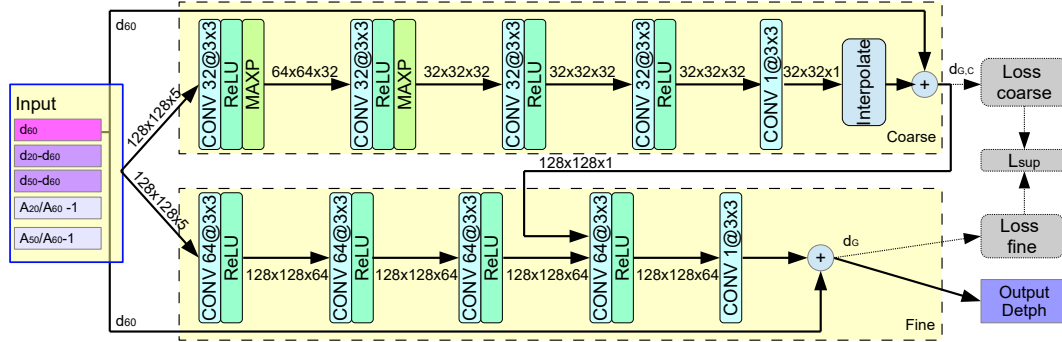 Input
d60
d20-d60
d50-d60
A20/A60 -1
A50/A60-1
d60
128x128x5
CONV 32@3x3
ReLU
MAXP
64x64x32
CONV 32@3x3
ReLU
MAXP
32x32x32
CONV 32@3x3
ReLU
32x32x32
CONV 32@3x3
ReLU
32x32x32
CONV 1@3x3
32x32x1
Interpolate
+
Coarse
dG,C
Loss
coarse
Lsup
Loss
fine
128x128x1
128x128x5
CONV 64@3x3
ReLU
128x128x64
CONV 64@3x3
ReLU
128x128x64
CONV 64@3x3
ReLU
128x128x64
CONV 64@3x3
ReLU
128x128x64
CONV 1@3x3
+
dG
d60
Fine
Output
Detph